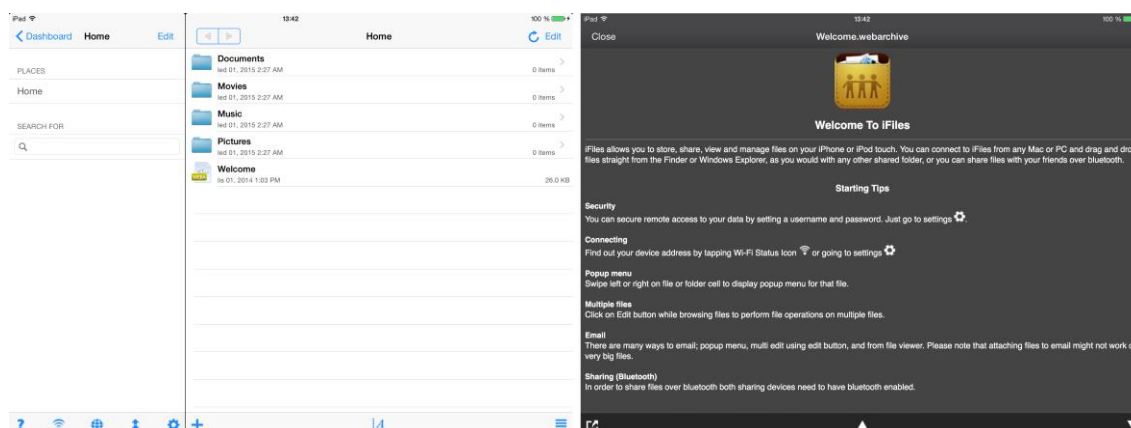 iPad
Dashboard Home Edit
PLACES
Home
SEARCH FOR
13:42 100 %
Home Edit
Documents
led 01, 2015 2:27 AM 0 items
Movies
led 01, 2015 2:27 AM 0 items
Music
led 01, 2015 2:27 AM 0 items
Pictures
led 01, 2015 2:27 AM 0 items
Welcome
lis 01, 2014 1:03 PM 26.0 KB
iPad 13:42 100 %
Close Welcome.webarchive
Welcome To iFiles
iFiles allows you to store, share, view and manage files on your iPhone or iPod touch. You can connect to iFiles from any Mac or PC and drag and dro
files straight from the Finder or Windows Explorer, as you would with any other shared folder, or you can share files with your friends over bluetooth.
Starting Tips
Security
You can secure remote access to your data by setting a username and password. Just go to settings .
Connecting
Find out your device address by tapping Wi-Fi Status Icon or going to settings
Popup menu
Swipe left or right on file or folder cell to display popup menu for that file.
Multiple files
Click on Edit button while browsing files to perform file operations on multiple files.
Email
There are many ways to email; popup menu, multi edit using edit button, and from file viewer. Please note that attaching files to email might not work
very big files.
Sharing (Bluetooth)
In order to share files over bluetooth both sharing devices need to have bluetooth enabled.